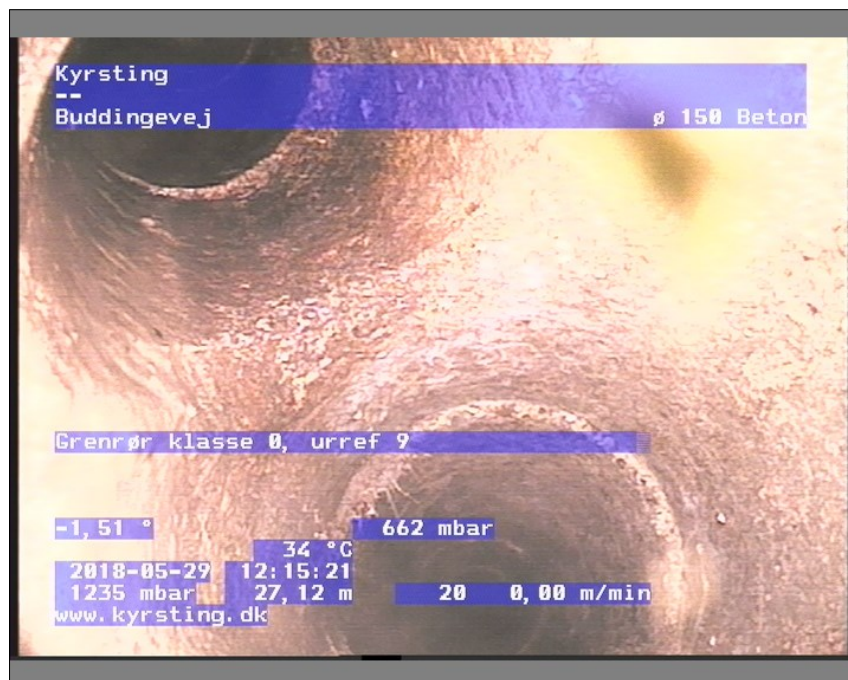 Kyrsting
--
Buddingevej ø 150 Beton
Grenrør klasse 0, urref 9
-1,51 ° 662 mbar
34 °C
2018-05-29 12:15:21
1235 mbar 27,12 m 20 0,00 m/min
www.kyrsting.dk